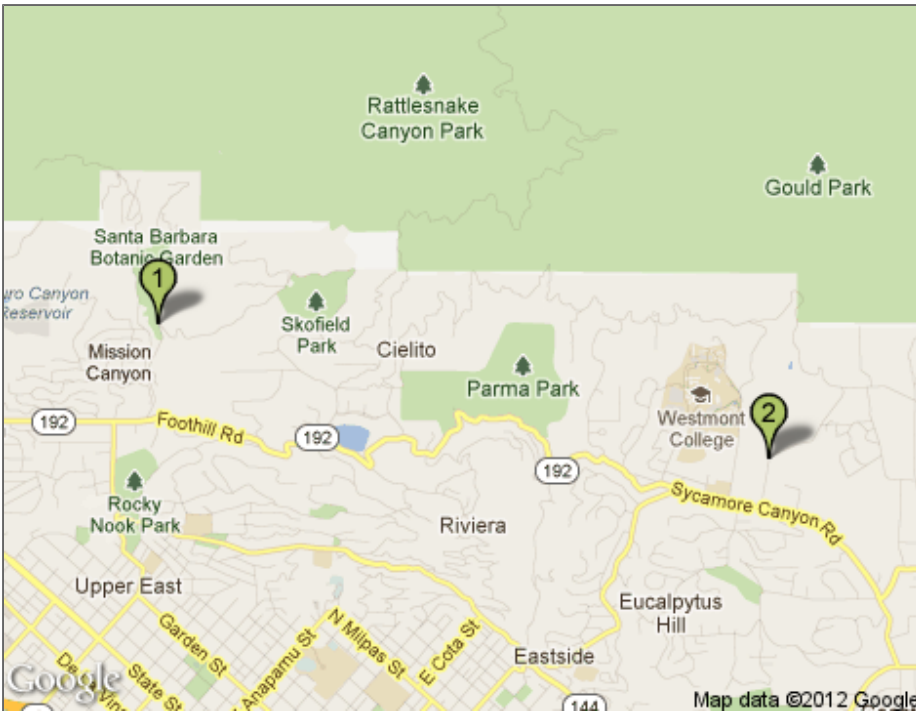 Rattlesnake
Canyon Park
Gould Park
Santa Barbara
Botanic Garden
1
Canyon
Reservoir
Skofield
Park
Mission
Canyon
Cielito
Parma Park
Westmont
College
2
192
Foothill Rd
192
192
Sycamore Canyon Rd
Rocky
Nook Park
Riviera
Upper East
Eucalpytus
Hill
Garden St
N Milpas St
E Cota St
Anapamu St
Eastside
State St
144
Google
Map data ©2012 Google